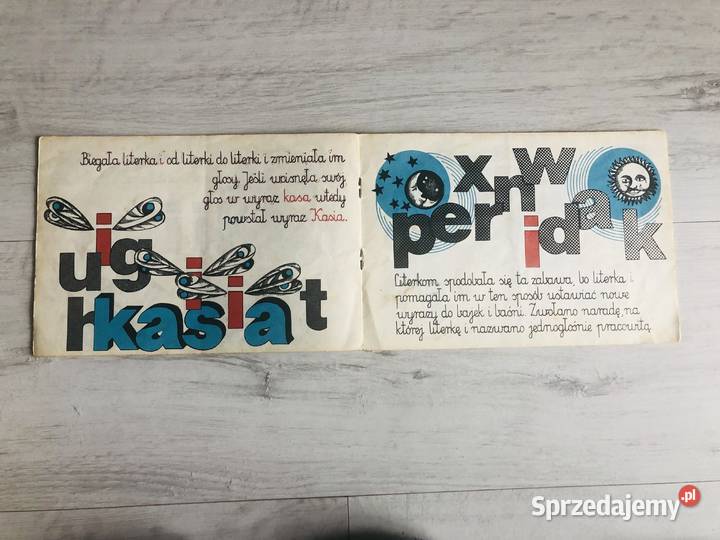 Biegała literka i od literki do literki i zmieniała im
głosy. Jeśli wcisnęła swój
głos w wyraz kasa wtedy
powstał wyraz Kasia.
i
u i g
h kasia t
i i
x n w
p e r i d a k
Literkom spodobała się ta zabawa, bo literka i
pomagała im w ten sposób ustawiać nowe
wyrazy do bajek i baśni. Zwołano naradę, na
której literkę i nazwano jednogłośnie pracowitą.
Sprzedajemy.pl